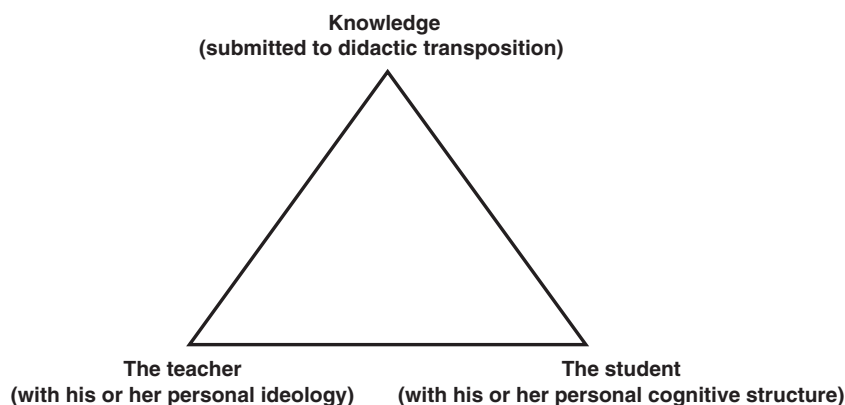 Knowledge
(submitted to didactic transposition)
The teacher
(with his or her personal ideology)
The student
(with his or her personal cognitive structure)